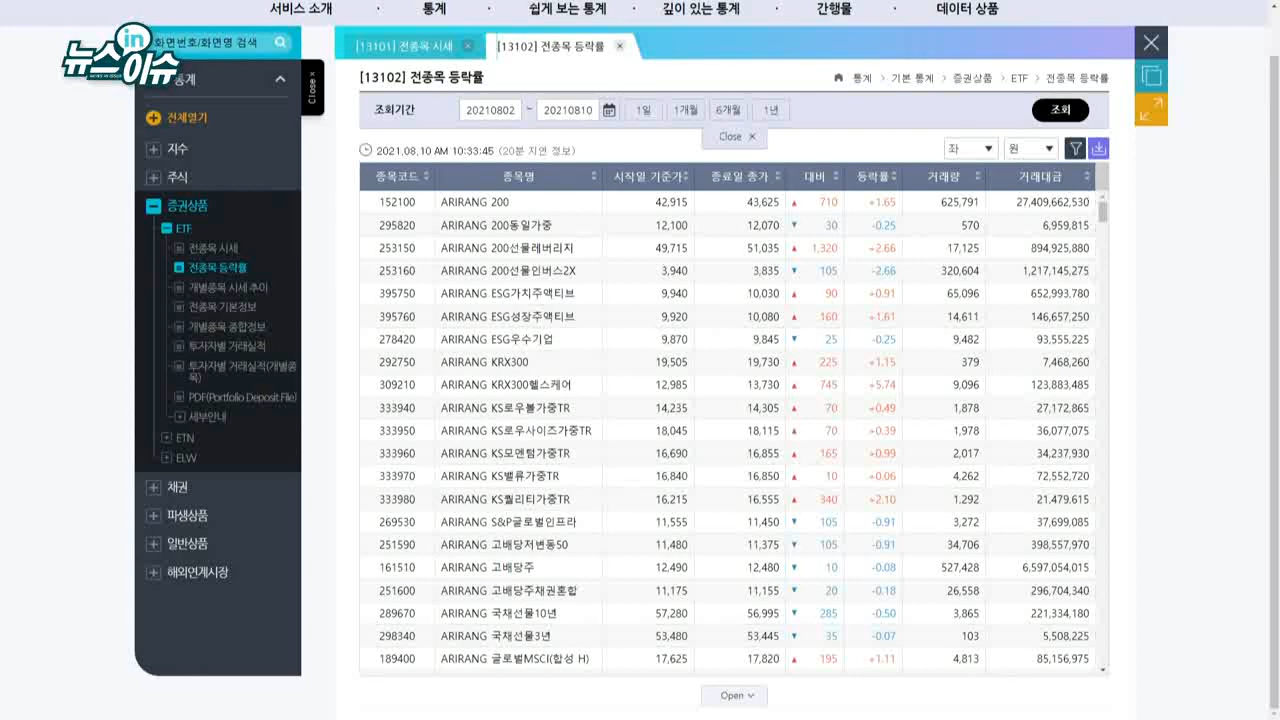 서비스 소개 · 통계 · 쉽게 보는 통계 · 깊이 있는 통계 · 간행물 · 데이터 상품
뉴스in이슈
NEWS IN ISSUE
화면번호/화면명 검색
통계
Close ×
전체열기
지수
주식
증권상품
ETF
전종목 시세
전종목 등락률
개별종목 시세 추이
전종목 기본정보
개별종목 종합정보
투자자별 거래실적
투자자별 거래실적(개별종
목)
PDF(Portfolio Deposit File)
세부안내
ETN
ELW
채권
파생상품
일반상품
해외연계시장
[13101] 전종목 시세 × [13102] 전종목 등락률 ×
[13102] 전종목 등락률
통계 > 기본 통계 > 증권상품 > ETF > 전종목 등락률
조회기간 20210802 ~ 20210810 1일 1개월 6개월 1년 조회
Close ×
2021.08.10 AM 10:33:45 (20분 지연 정보) 좌 ▼ 원 ▼
종목코드 종목명 시작일 기준가 종료일 종가 대비 등락률 거래량 거래대금
152100 ARIRANG 200 42,915 43,625 ▲ 710 +1.65 625,791 27,409,662,530
295820 ARIRANG 200동일가중 12,100 12,070 ▼ 30 -0.25 570 6,959,815
253150 ARIRANG 200선물레버리지 49,715 51,035 ▲ 1,320 +2.66 17,125 894,925,880
253160 ARIRANG 200선물인버스2X 3,940 3,835 ▼ 105 -2.66 320,604 1,217,145,275
395750 ARIRANG ESG가치주액티브 9,940 10,030 ▲ 90 +0.91 65,096 652,993,780
395760 ARIRANG ESG성장주액티브 9,920 10,080 ▲ 160 +1.61 14,611 146,657,250
278420 ARIRANG ESG우수기업 9,870 9,845 ▼ 25 -0.25 9,482 93,555,225
292750 ARIRANG KRX300 19,505 19,730 ▲ 225 +1.15 379 7,468,260
309210 ARIRANG KRX300헬스케어 12,985 13,730 ▲ 745 +5.74 9,096 123,883,485
333940 ARIRANG KS로우볼가중TR 14,235 14,305 ▲ 70 +0.49 1,878 27,172,865
333950 ARIRANG KS로우사이즈가중TR 18,045 18,115 ▲ 70 +0.39 1,978 36,077,075
333960 ARIRANG KS모멘텀가중TR 16,690 16,855 ▲ 165 +0.99 2,017 34,237,930
333970 ARIRANG KS밸류가중TR 16,840 16,850 ▲ 10 +0.06 4,262 72,552,720
333980 ARIRANG KS퀄리티가중TR 16,215 16,555 ▲ 340 +2.10 1,292 21,479,615
269530 ARIRANG S&P글로벌인프라 11,555 11,450 ▼ 105 -0.91 3,272 37,699,085
251590 ARIRANG 고배당저변동50 11,480 11,375 ▼ 105 -0.91 34,706 398,557,970
161510 ARIRANG 고배당주 12,490 12,480 ▼ 10 -0.08 527,428 6,597,054,015
251600 ARIRANG 고배당주채권혼합 11,175 11,155 ▼ 20 -0.18 26,558 296,704,340
289670 ARIRANG 국채선물10년 57,280 56,995 ▼ 285 -0.50 3,865 221,334,180
298340 ARIRANG 국채선물3년 53,480 53,445 ▼ 35 -0.07 103 5,508,225
189400 ARIRANG 글로벌MSCI(합성 H) 17,625 17,820 ▲ 195 +1.11 4,813 85,156,975
Open